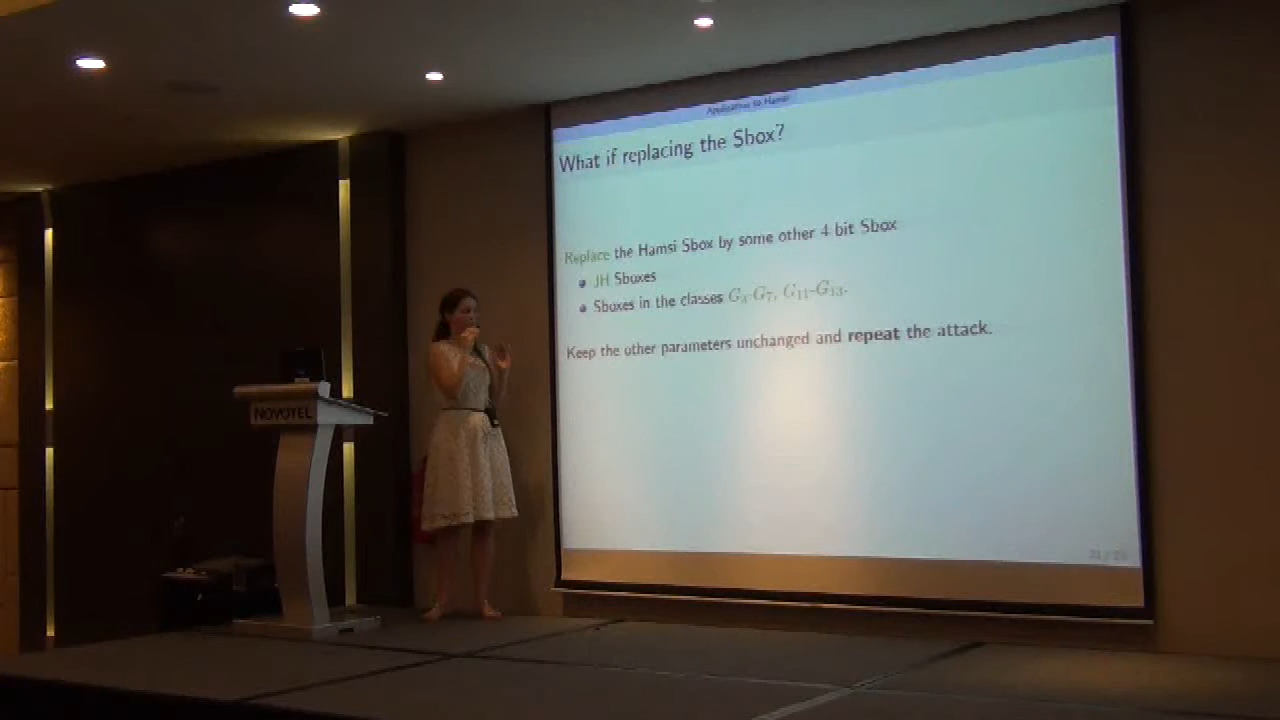 Application to Hamsi
What if replacing the Sbox?
Replace the Hamsi Sbox by some other 4 bit Sbox
JH Sboxes
Sboxes in the classes G₃-G₇, G₁₁-G₁₃.
Keep the other parameters unchanged and repeat the attack.
NOVOTEL